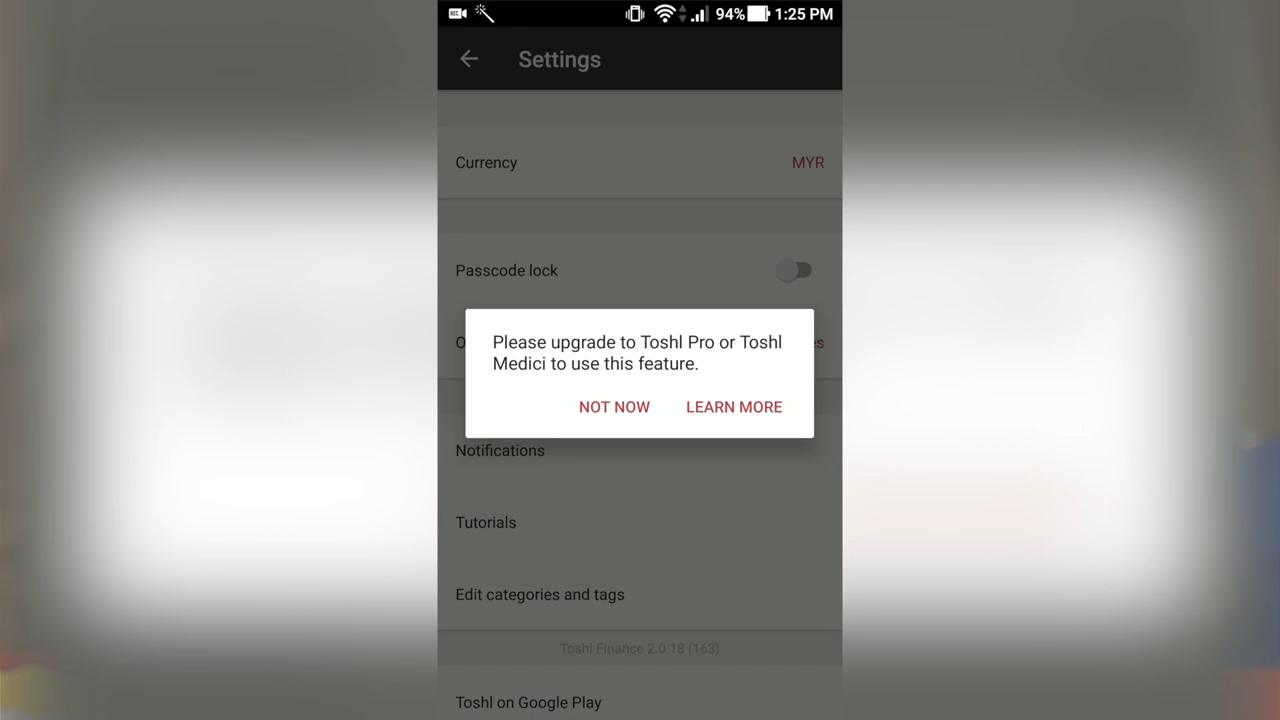 REC
94%
1:25 PM
Settings
Currency
MYR
Passcode lock
Please upgrade to Toshl Pro or Toshl
Medici to use this feature.
NOT NOW
LEARN MORE
Notifications
Tutorials
Edit categories and tags
Toshl Finance 2.0.18 (163)
Toshl on Google Play